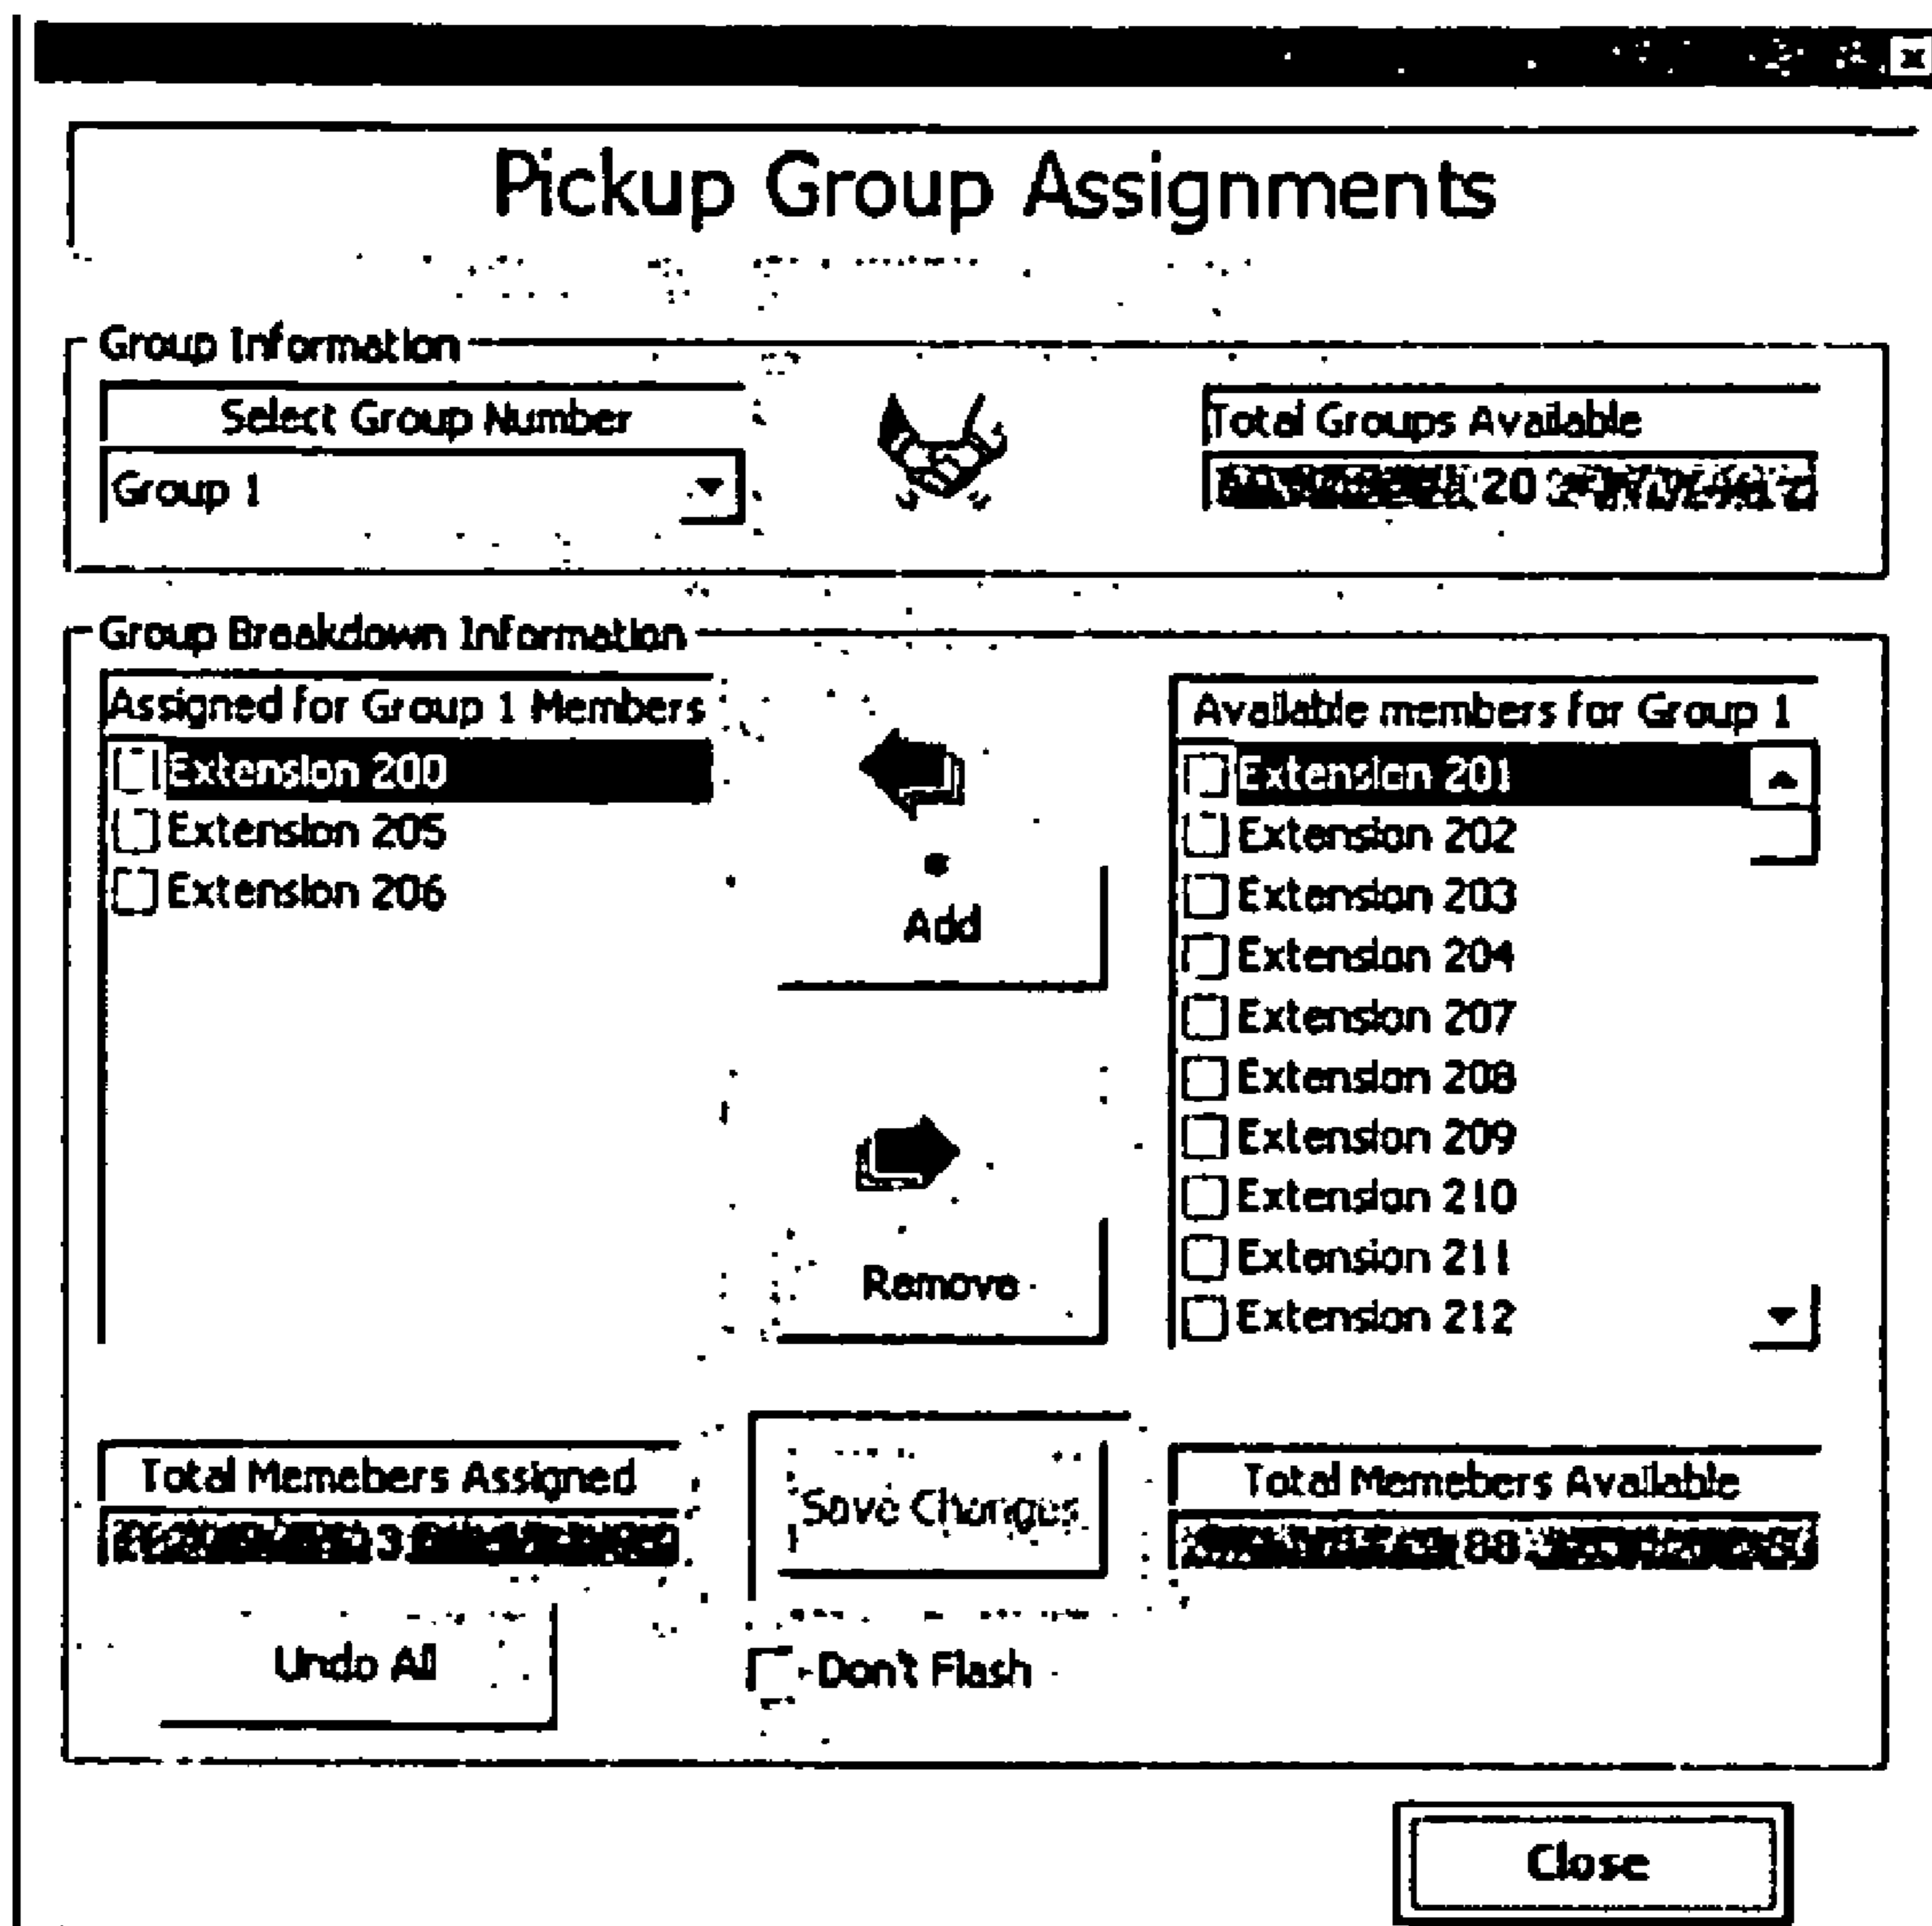 Pickup Group Assignments
Group Information
Select Group Number
Group 1
Total Groups Available
20
Group Breakdown Information
Assigned for Group 1 Members
Extension 200
Extension 205
Extension 206
Add
Remove
Available members for Group 1
Extension 201
Extension 202
Extension 203
Extension 204
Extension 207
Extension 208
Extension 209
Extension 210
Extension 211
Extension 212
Total Memebers Assigned
3
Save Changes
Total Memebers Available
Undo All
Don't Flash
Close